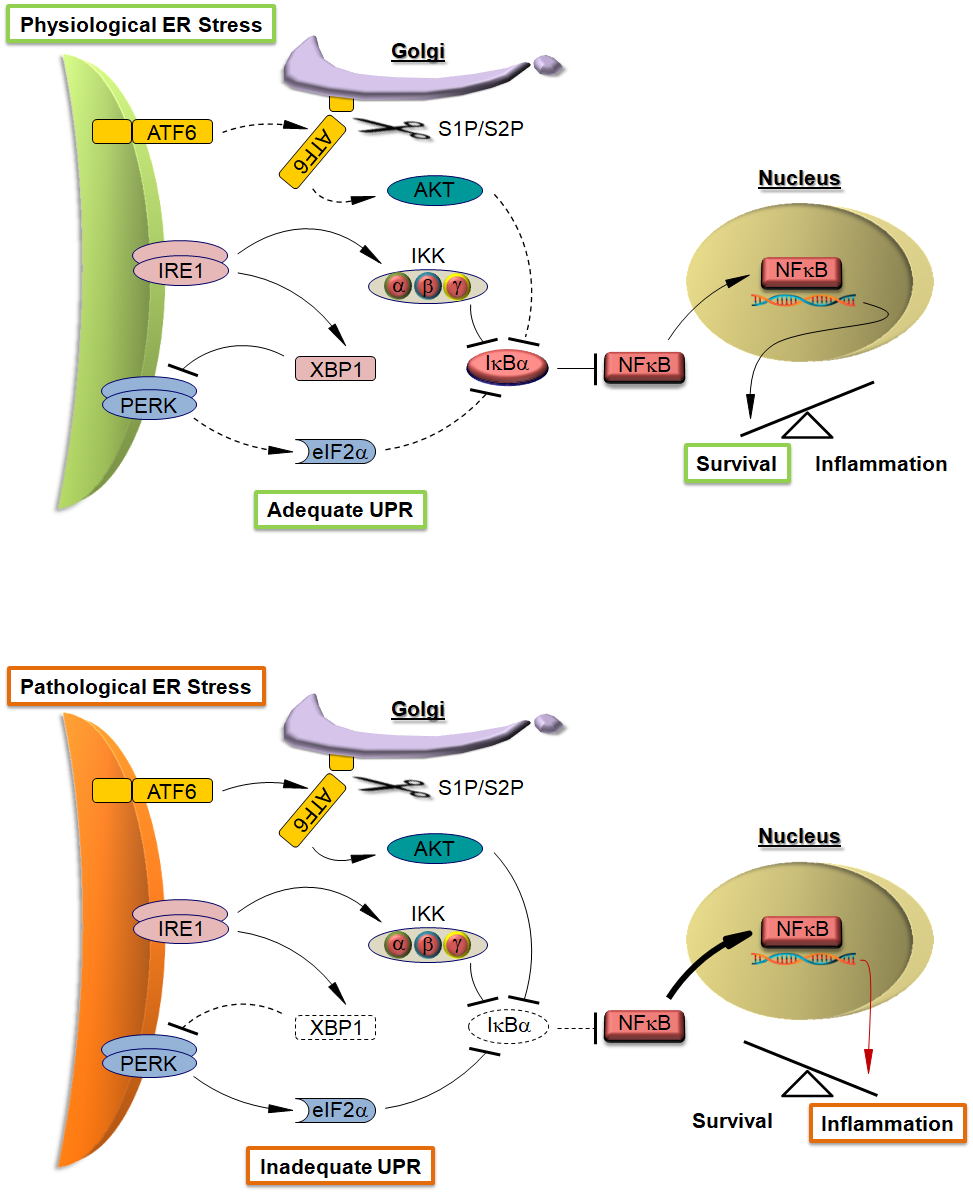 Physiological ER Stress
Golgi
ATF6
ATF6
S1P/S2P
AKT
Nucleus
IRE1
IKK
α β γ
NFκB
XBP1
IκBα
NFκB
PERK
eIF2α
Survival
Inflammation
Adequate UPR
Pathological ER Stress
Golgi
ATF6
ATF6
S1P/S2P
AKT
Nucleus
IRE1
IKK
α β γ
NFκB
XBP1
IκBα
NFκB
PERK
eIF2α
Survival
Inflammation
Inadequate UPR